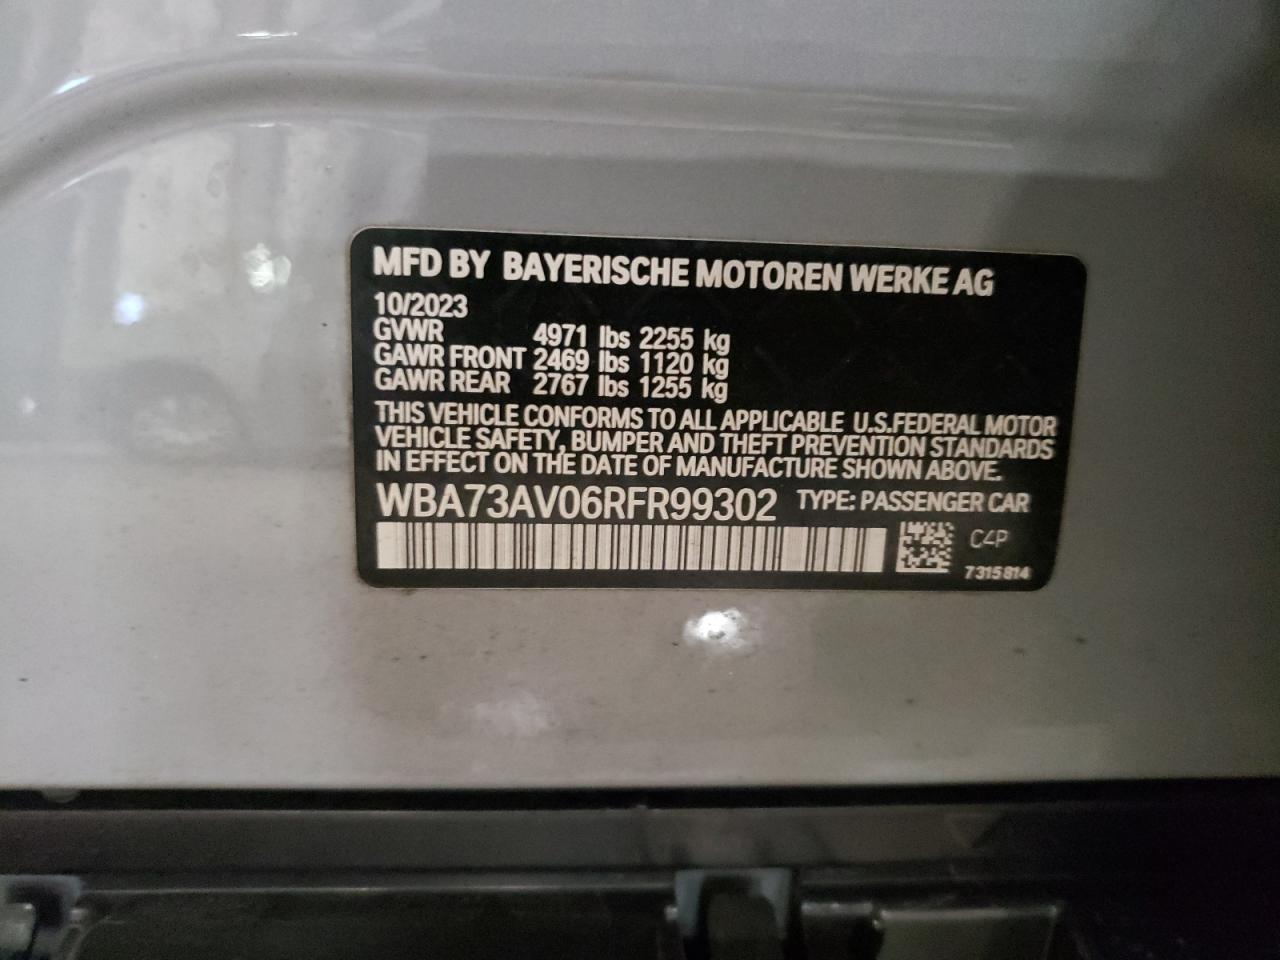 MFD BY BAYERISCHE MOTOREN WERKE AG
10/2023
GVWR 4971 lbs 2255 kg
GAWR FRONT 2469 lbs 1120 kg
GAWR REAR 2767 lbs 1255 kg
THIS VEHICLE CONFORMS TO ALL APPLICABLE U.S.FEDERAL MOTOR
VEHICLE SAFETY, BUMPER AND THEFT PREVENTION STANDARDS
IN EFFECT ON THE DATE OF MANUFACTURE SHOWN ABOVE.
WBA73AV06RFR99302 TYPE: PASSENGER CAR
C4P
7315814